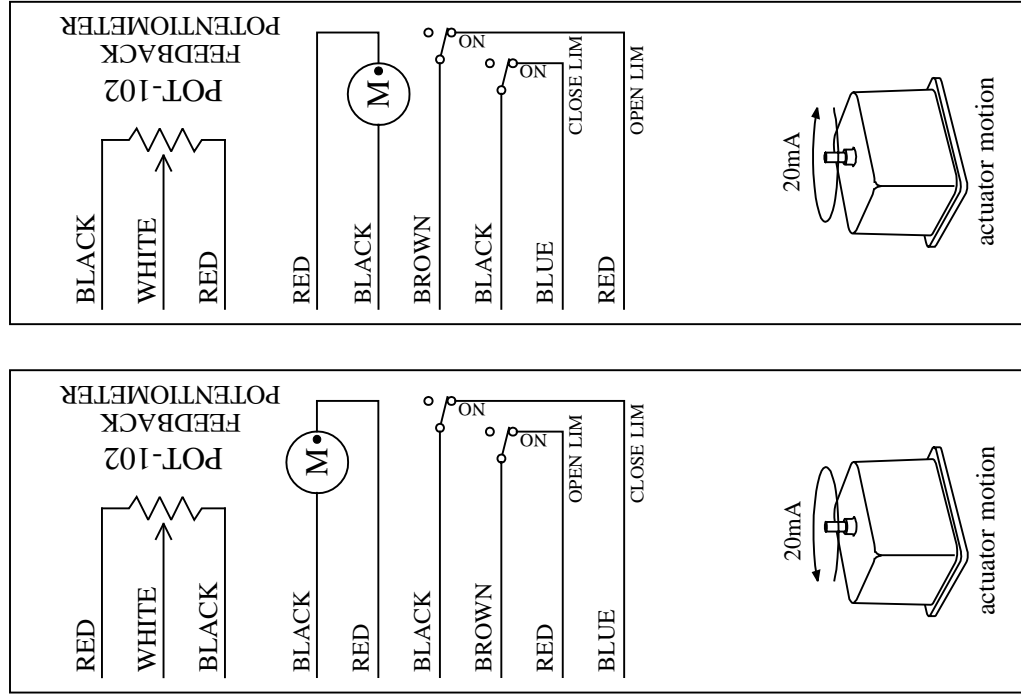 POTENTIOMETER
FEEDBACK
POT-102
BLACK
WHITE
RED
RED
BLACK
BROWN
BLACK
BLUE
RED
M
ON
ON
CLOSE LIM
OPEN LIM
20mA
actuator motion
POTENTIOMETER
FEEDBACK
POT-102
RED
WHITE
BLACK
BLACK
RED
BLACK
BROWN
RED
BLUE
M
ON
ON
OPEN LIM
CLOSE LIM
20mA
actuator motion